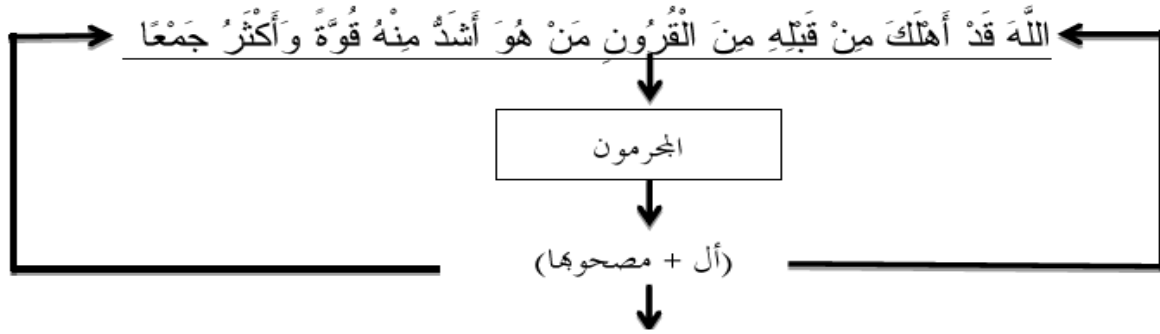 اللَّهَ قَدْ أَهْلَكَ مِنْ قَبْلِهِ مِنَ الْقُرُونِ مَنْ هُوَ أَشَدُّ مِنْهُ قُوَّةً وَأَكْثَرُ جَمْعًا
المجرمون
(أل + مصحوبها)